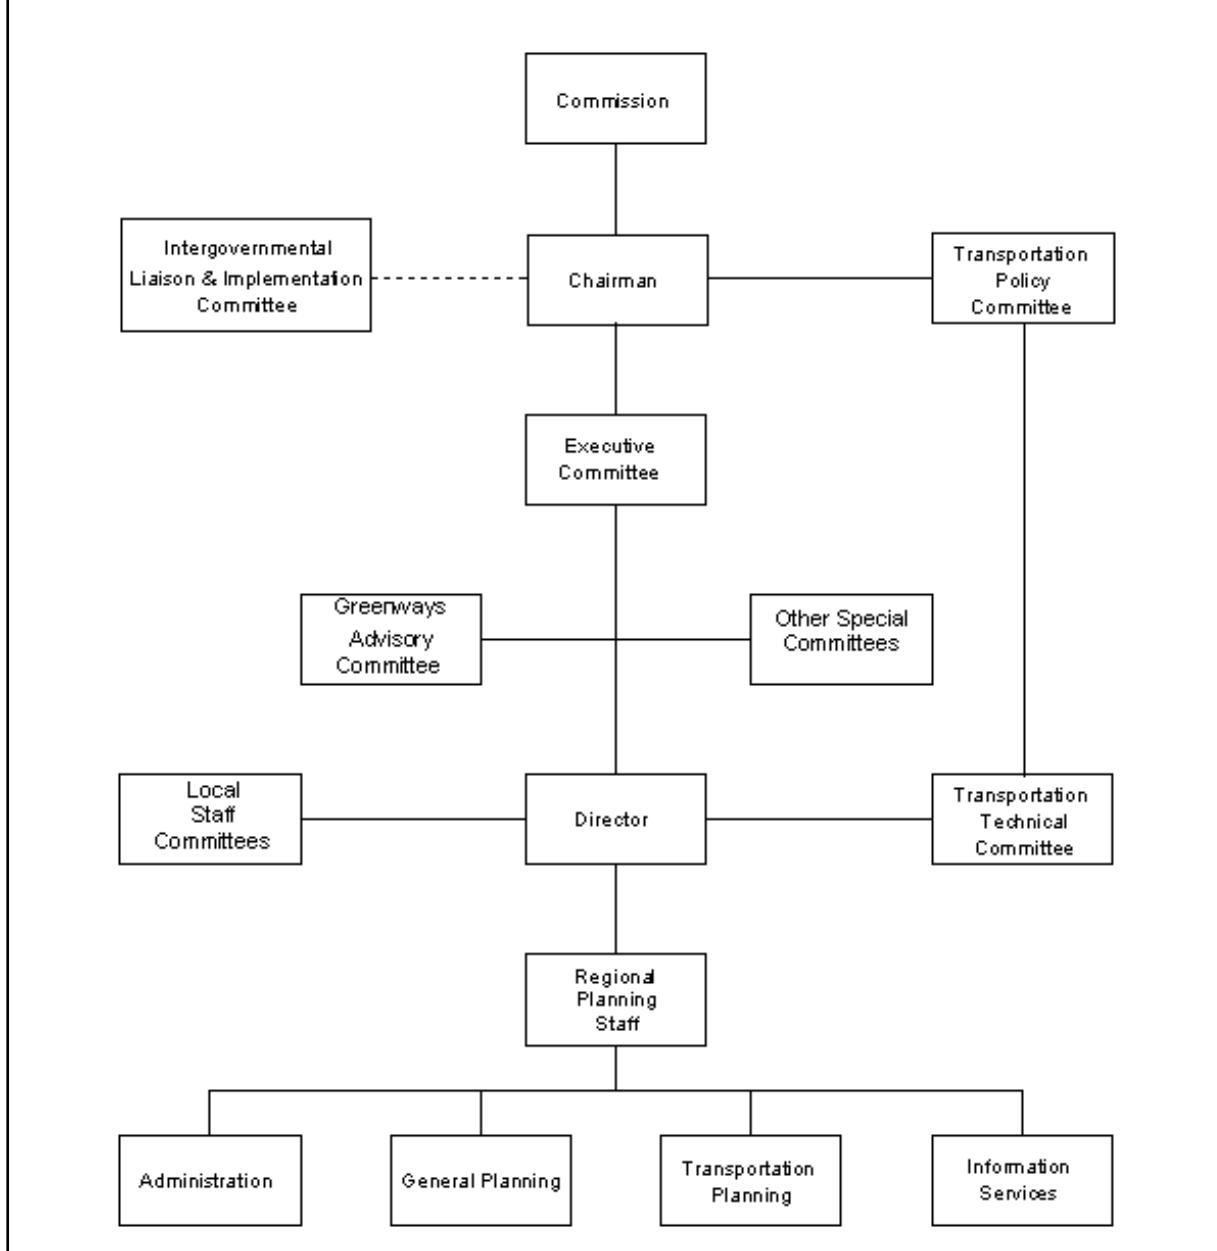 Commission
Intergovernmental
Liaison & Implementation
Committee
Chairman
Transportation
Policy
Committee
Executive
Committee
Greenways
Advisory
Committee
Other Special
Committees
Local
Staff
Committees
Director
Transportation
Technical
Committee
Regional
Planning
Staff
Administration
General Planning
Transportation
Planning
Information
Services